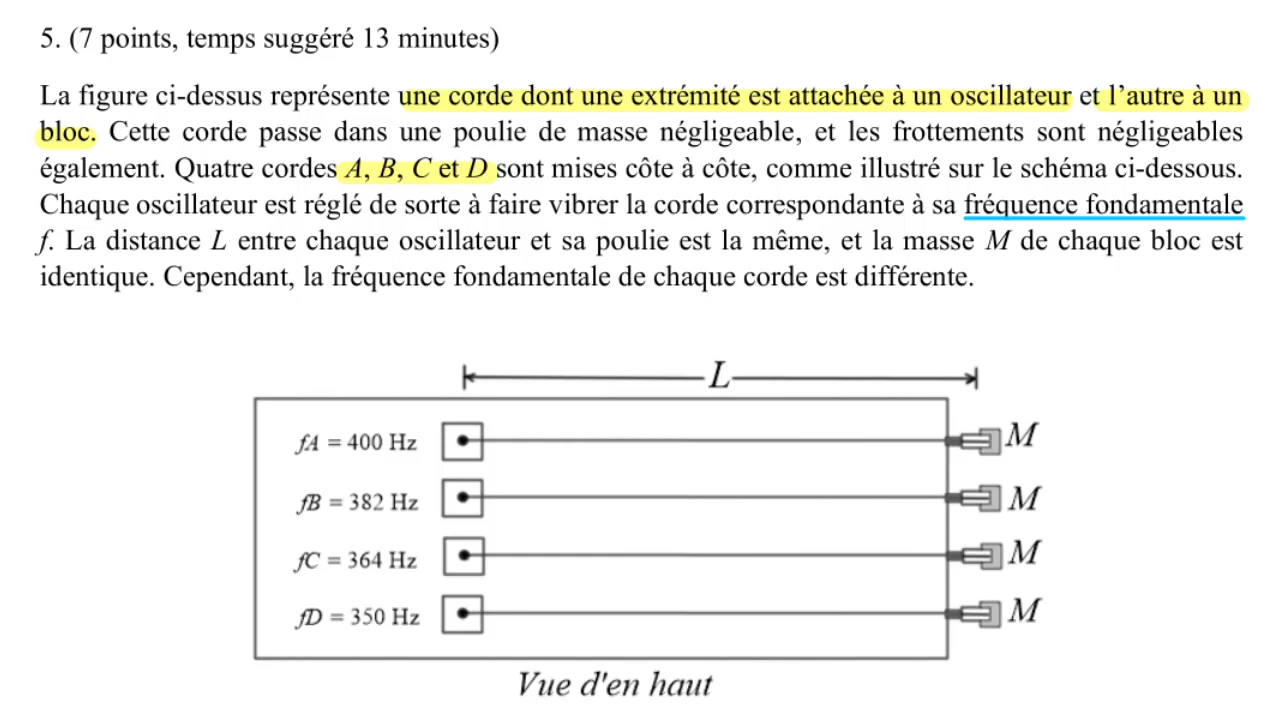 5. (7 points, temps suggéré 13 minutes)
La figure ci-dessus représente une corde dont une extrémité est attachée à un oscillateur et l’autre à un
bloc. Cette corde passe dans une poulie de masse négligeable, et les frottements sont négligeables
également. Quatre cordes A, B, C et D sont mises côte à côte, comme illustré sur le schéma ci-dessous.
Chaque oscillateur est réglé de sorte à faire vibrer la corde correspondante à sa fréquence fondamentale
f. La distance L entre chaque oscillateur et sa poulie est la même, et la masse M de chaque bloc est
identique. Cependant, la fréquence fondamentale de chaque corde est différente.
L
fA = 400 Hz M
fB = 382 Hz M
fC = 364 Hz M
fD = 350 Hz M
Vue d'en haut